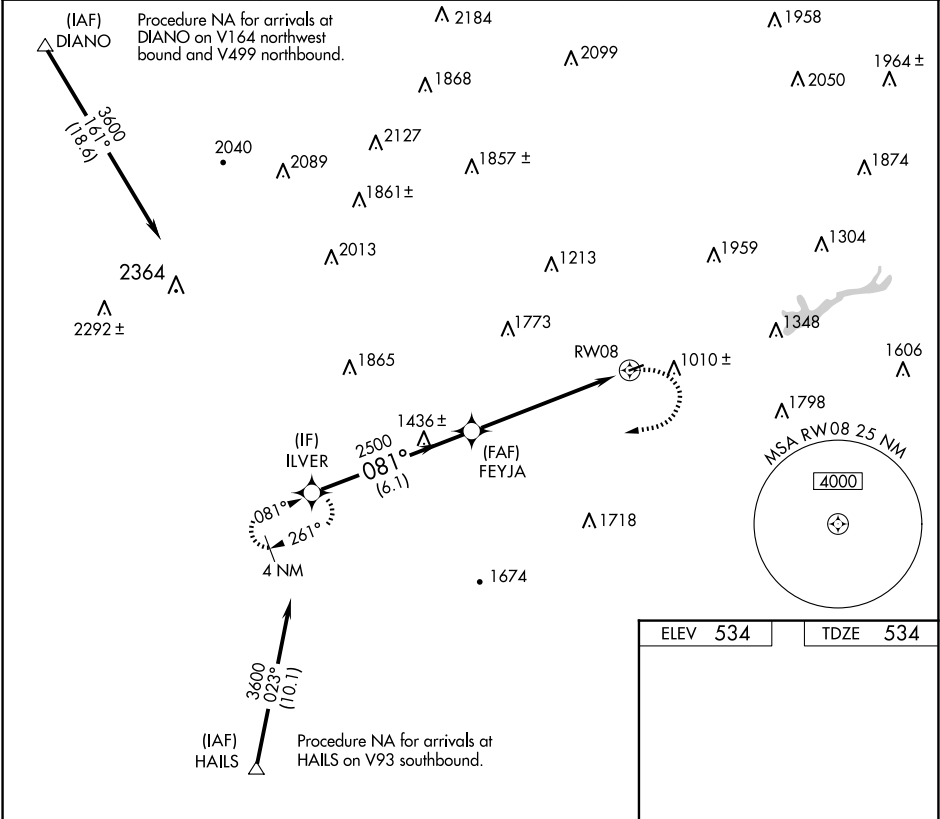 (IAF)
DIANO
Procedure NA for arrivals at
DIANO on V164 northwest
bound and V499 northbound.
2184
1958
2099
1868
2050
1964 ±
3600
161°
(18.6)
2127
2040
2089
1857 ±
1874
1861 ±
2013
1213
1959
1304
2364
2292 ±
1773
1348
1865
RW08
1010 ±
1606
1798
1436 ±
(IF)
ILVER
2500
081°
(6.1)
(FAF)
FEYJA
MSA RW08 25 NM
4000
081°
261°
4 NM
1718
1674
3600
023°
(10.1)
(IAF)
HAILS
Procedure NA for arrivals at
HAILS on V93 southbound.
ELEV 534
TDZE 534